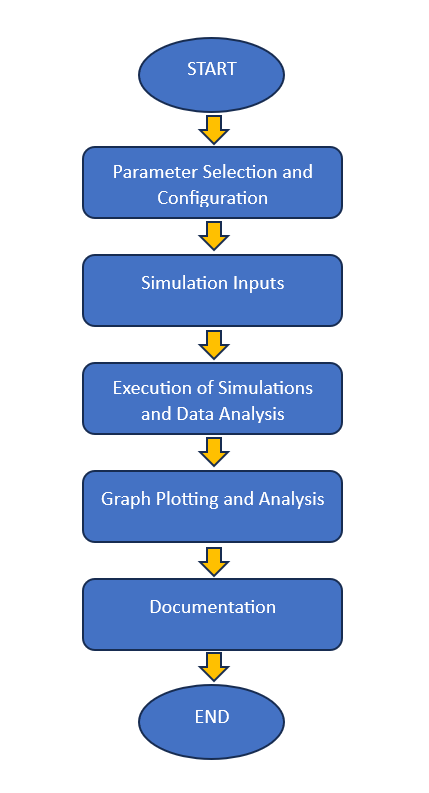 START
Parameter Selection and
Configuration
Simulation Inputs
Execution of Simulations
and Data Analysis
Graph Plotting and Analysis
Documentation
END